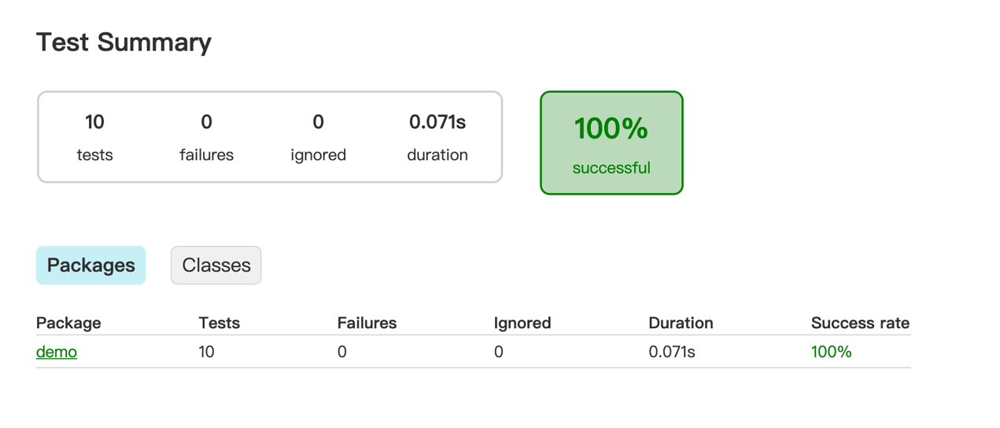 Test Summary
10 0 0 0.071s
tests failures ignored duration
100%
successful
Packages Classes
Package Tests Failures Ignored Duration Success rate
demo 10 0 0 0.071s 100%